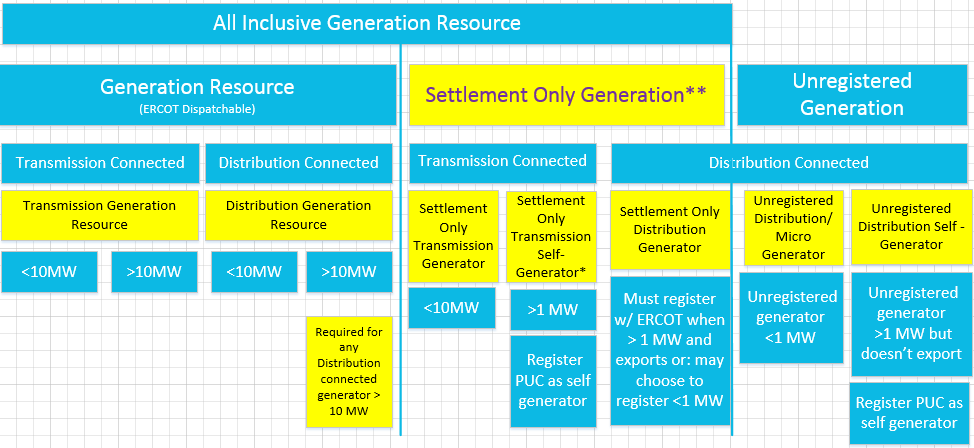 All Inclusive Generation Resource
Generation Resource
(ERCOT Dispatchable)
Settlement Only Generation**
Unregistered
Generation
Transmission Connected
Distribution Connected
Transmission Connected
Distribution Connected
Transmission Generation
Resource
Distribution Generation
Resource
Settlement
Only
Transmission
Generator
Settlement
Only
Transmission
Self-
Generator*
Settlement Only
Distribution
Generator
Unregistered
Distribution/
Micro
Generator
Unregistered
Distribution Self -
Generator
<10MW
>10MW
<10MW
>10MW
<10MW
>1 MW
Must register
w/ ERCOT when
> 1 MW and
exports or: may
choose to
register <1 MW
Unregistered
generator
<1 MW
Unregistered
generator
>1 MW but
doesn’t export
Required for
any
Distribution
connected
generator >
10 MW
Register
PUC as self
generator
Register PUC as
self generator